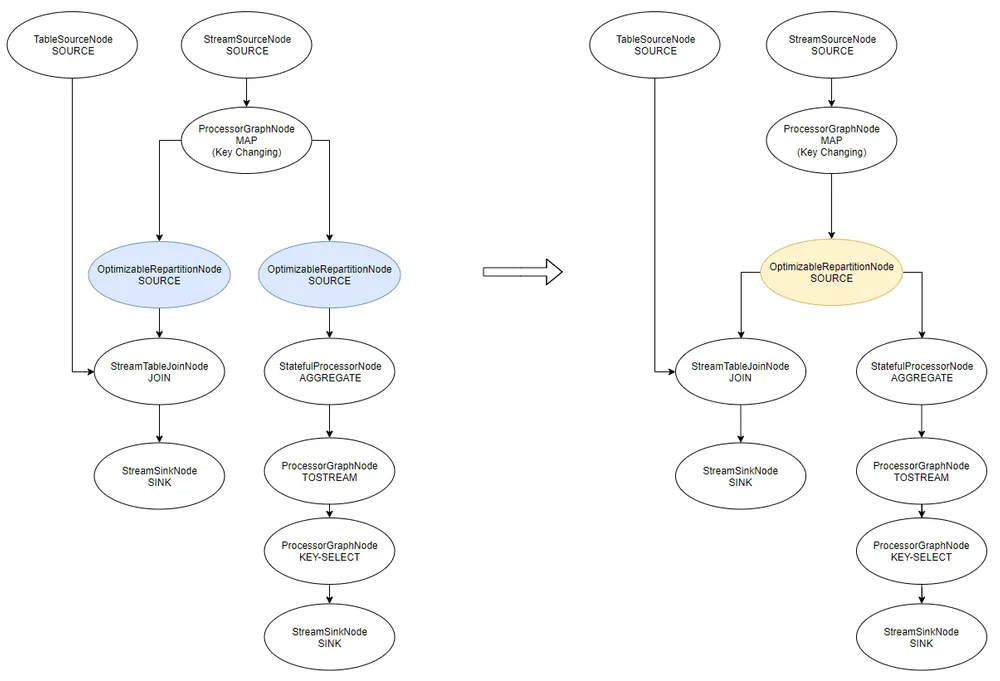 TableSourceNode
SOURCE
StreamSourceNode
SOURCE
ProcessorGraphNode
MAP
(Key Changing)
OptimizableRepartitionNode
SOURCE
OptimizableRepartitionNode
SOURCE
StreamTableJoinNode
JOIN
StatefulProcessorNode
AGGREGATE
StreamSinkNode
SINK
ProcessorGraphNode
TOSTREAM
ProcessorGraphNode
KEY-SELECT
StreamSinkNode
SINK
TableSourceNode
SOURCE
StreamSourceNode
SOURCE
ProcessorGraphNode
MAP
(Key Changing)
OptimizableRepartitionNode
SOURCE
StreamTableJoinNode
JOIN
StatefulProcessorNode
AGGREGATE
StreamSinkNode
SINK
ProcessorGraphNode
TOSTREAM
ProcessorGraphNode
KEY-SELECT
StreamSinkNode
SINK